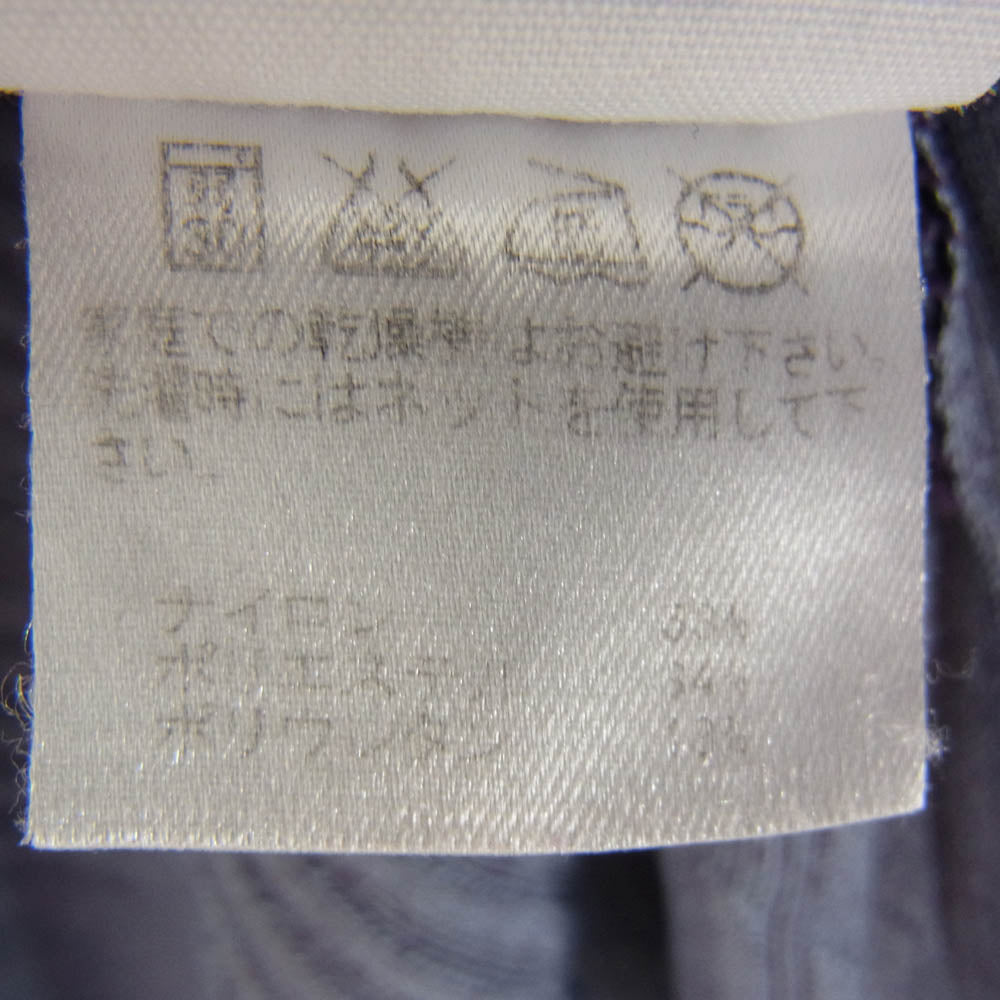 弱
30
家庭での乾燥機はお避け下さい。
洗濯時にはネットを使用して下
さい。
ナイロン
ポリエステル
ポリウレタン